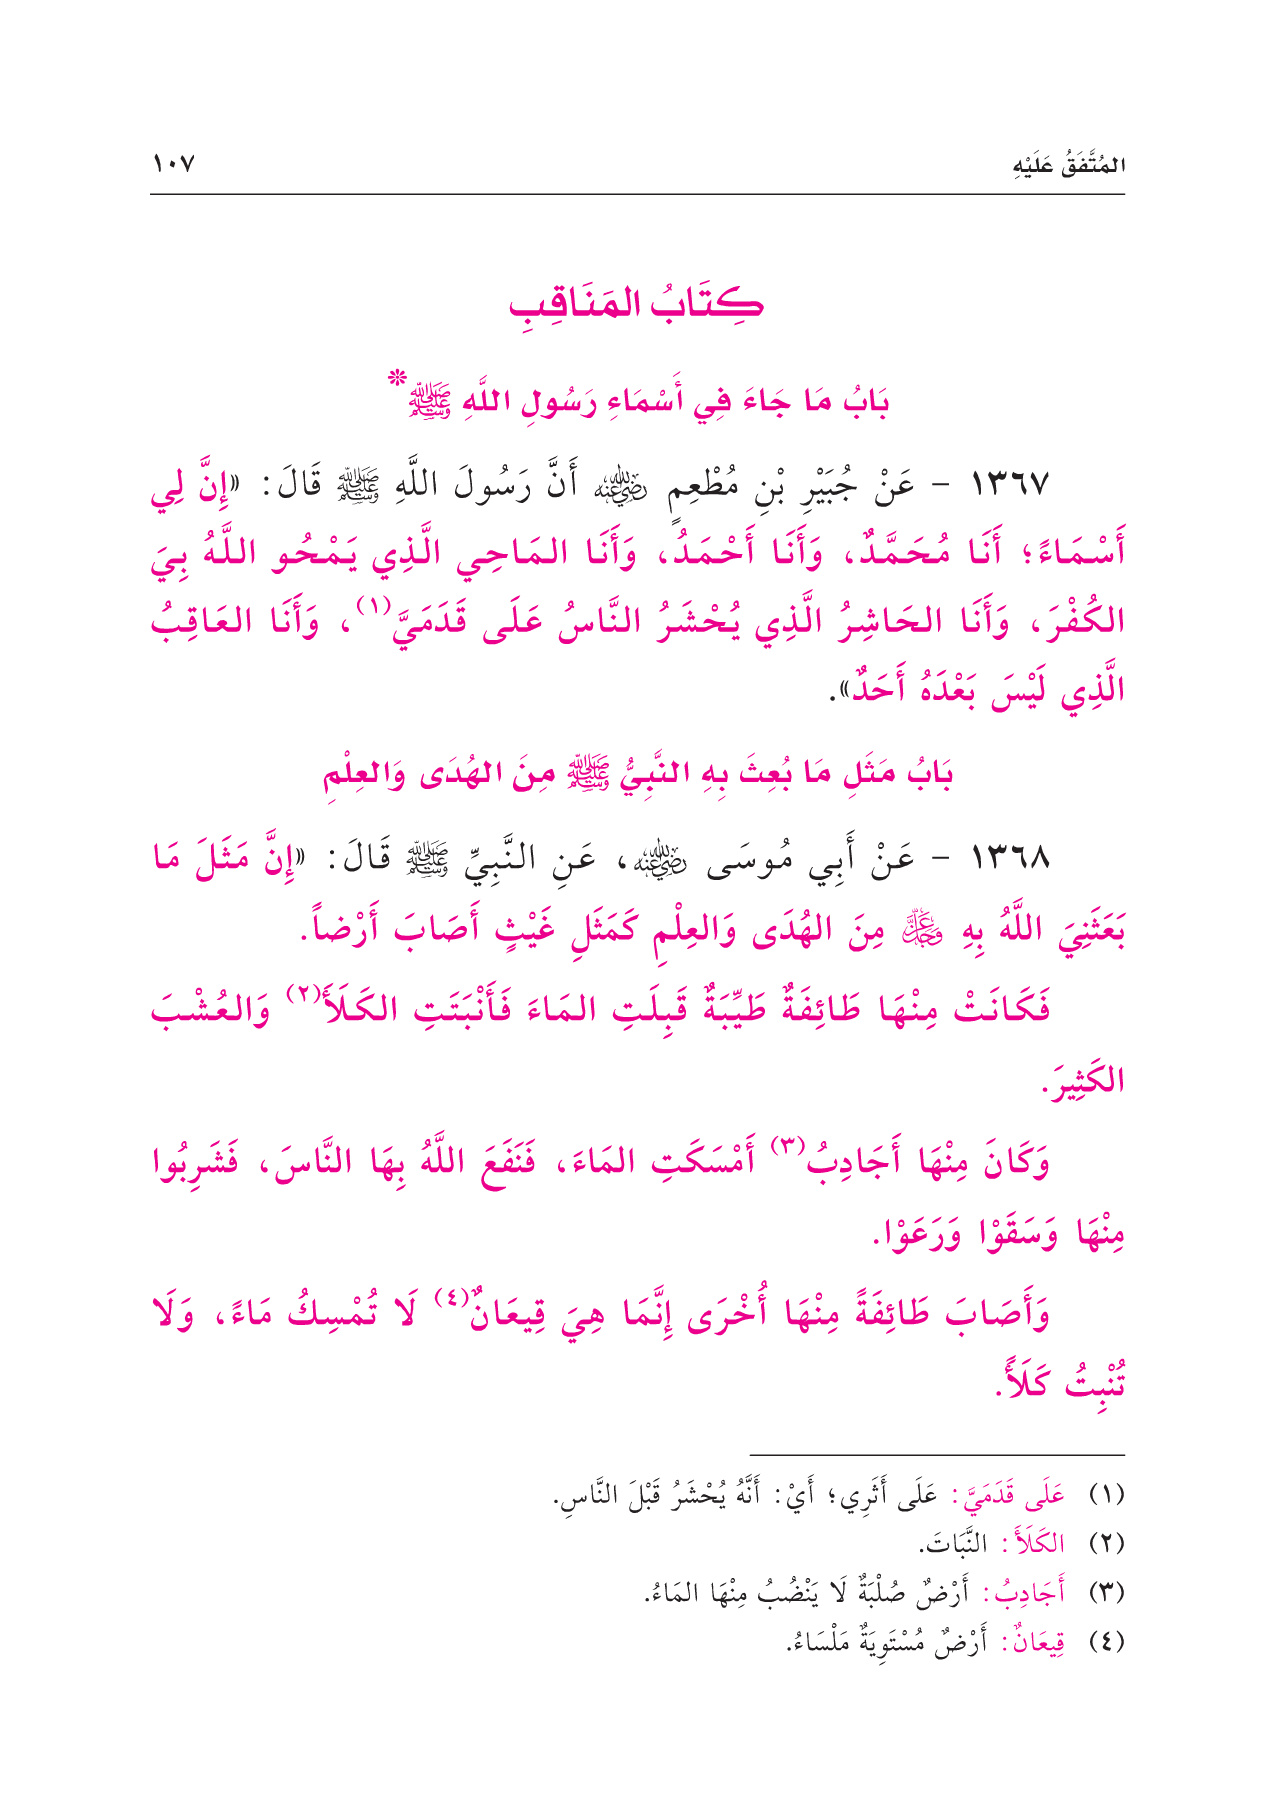 المُتَّفَقُ عَلَيْهِ ١٠٧
كِتَابُ المَنَاقِبِ
بَابُ مَا جَاءَ فِي أَسْمَاءِ رَسُولِ اللَّهِ ﷺ*
١٣٦٧ - عَنْ جُبَيْرِ بْنِ مُطْعِمٍ رضي الله عنه أَنَّ رَسُولَ اللَّهِ ﷺ قَالَ: «إِنَّ لِي
أَسْمَاءً؛ أَنَا مُحَمَّدٌ، وَأَنَا أَحْمَدُ، وَأَنَا المَاحِي الَّذِي يَمْحُو اللَّهُ بِيَ
الكُفْرَ، وَأَنَا الحَاشِرُ الَّذِي يُحْشَرُ النَّاسُ عَلَى قَدَمَيَّ(١)، وَأَنَا العَاقِبُ
الَّذِي لَيْسَ بَعْدَهُ أَحَدٌ».
بَابُ مَثَلِ مَا بُعِثَ بِهِ النَّبِيُّ ﷺ مِنَ الهُدَى وَالعِلْمِ
١٣٦٨ - عَنْ أَبِي مُوسَى رضي الله عنه، عَنِ النَّبِيِّ ﷺ قَالَ: «إِنَّ مَثَلَ مَا
بَعَثَنِيَ اللَّهُ بِهِ عز وجل مِنَ الهُدَى وَالعِلْمِ كَمَثَلِ غَيْثٍ أَصَابَ أَرْضاً.
فَكَانَتْ مِنْهَا طَائِفَةٌ طَيِّبَةٌ قَبِلَتِ المَاءَ فَأَنْبَتَتِ الكَلَأَ(٢) وَالعُشْبَ
الكَثِيرَ.
وَكَانَ مِنْهَا أَجَادِبُ(٣) أَمْسَكَتِ المَاءَ، فَنَفَعَ اللَّهُ بِهَا النَّاسَ، فَشَرِبُوا
مِنْهَا وَسَقَوْا وَرَعَوْا.
وَأَصَابَ طَائِفَةً مِنْهَا أُخْرَى إِنَّمَا هِيَ قِيعَانٌ(٤) لَا تُمْسِكُ مَاءً، وَلَا
تُنْبِتُ كَلَأً.
(١) عَلَى قَدَمَيَّ: عَلَى أَثَرِي؛ أَيْ: أَنَّهُ يُحْشَرُ قَبْلَ النَّاسِ.
(٢) الكَلَأَ: النَّبَاتَ.
(٣) أَجَادِبُ: أَرْضٌ صُلْبَةٌ لَا يَنْضُبُ مِنْهَا المَاءُ.
(٤) قِيعَانٌ: أَرْضٌ مُسْتَوِيَةٌ مَلْسَاءُ.